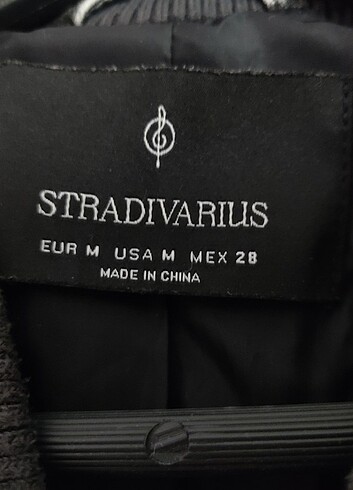 STRADIVARIUS
EUR M USA M MEX 28
MADE IN CHINA